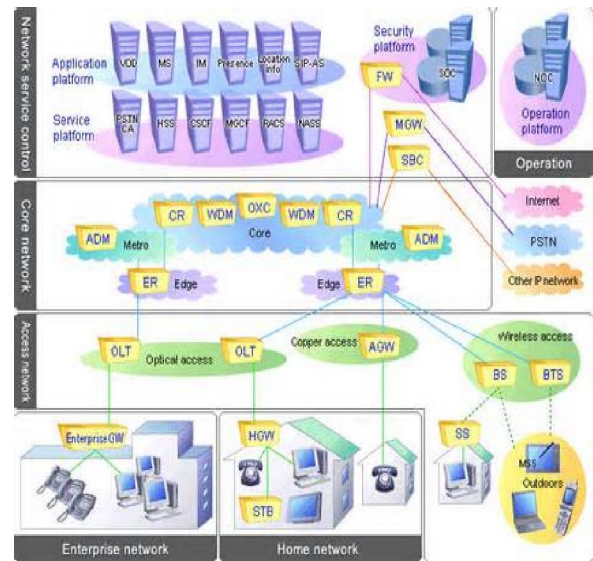 Network service control
Application
platform
VDD
MS
IM
Presence
Location
info
SIP-AS
Service
platform
PSTN
CA
HSS
CSCF
MGCF
RACS
NASS
Security
platform
SOC
FW
MGW
SBC
NOC
Operation
platform
Operation
Core network
ADM
Metro
CR
WDM
OXC
WDM
CR
Core
Metro
ADM
ER
Edge
Edge
ER
Internet
PSTN
Other IP network
Access network
OLT
Optical access
OLT
Copper access
AGW
Wireless access
BS
BTS
EnterpriseGW
HGW
STB
SS
MSS
Outdoors
Enterprise network
Home network